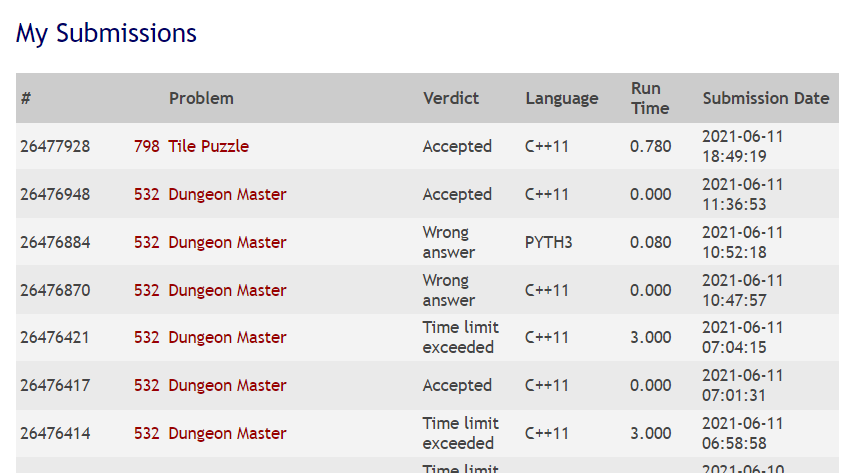 My Submissions
# Problem Verdict Language Run Time Submission Date
26477928 798 Tile Puzzle Accepted C++11 0.780 2021-06-11 18:49:19
26476948 532 Dungeon Master Accepted C++11 0.000 2021-06-11 11:36:53
26476884 532 Dungeon Master Wrong answer PYTH3 0.080 2021-06-11 10:52:18
26476870 532 Dungeon Master Wrong answer C++11 0.000 2021-06-11 10:47:57
26476421 532 Dungeon Master Time limit exceeded C++11 3.000 2021-06-11 07:04:15
26476417 532 Dungeon Master Accepted C++11 0.000 2021-06-11 07:01:31
26476414 532 Dungeon Master Time limit exceeded C++11 3.000 2021-06-11 06:58:58
Time limit 2021-06-10